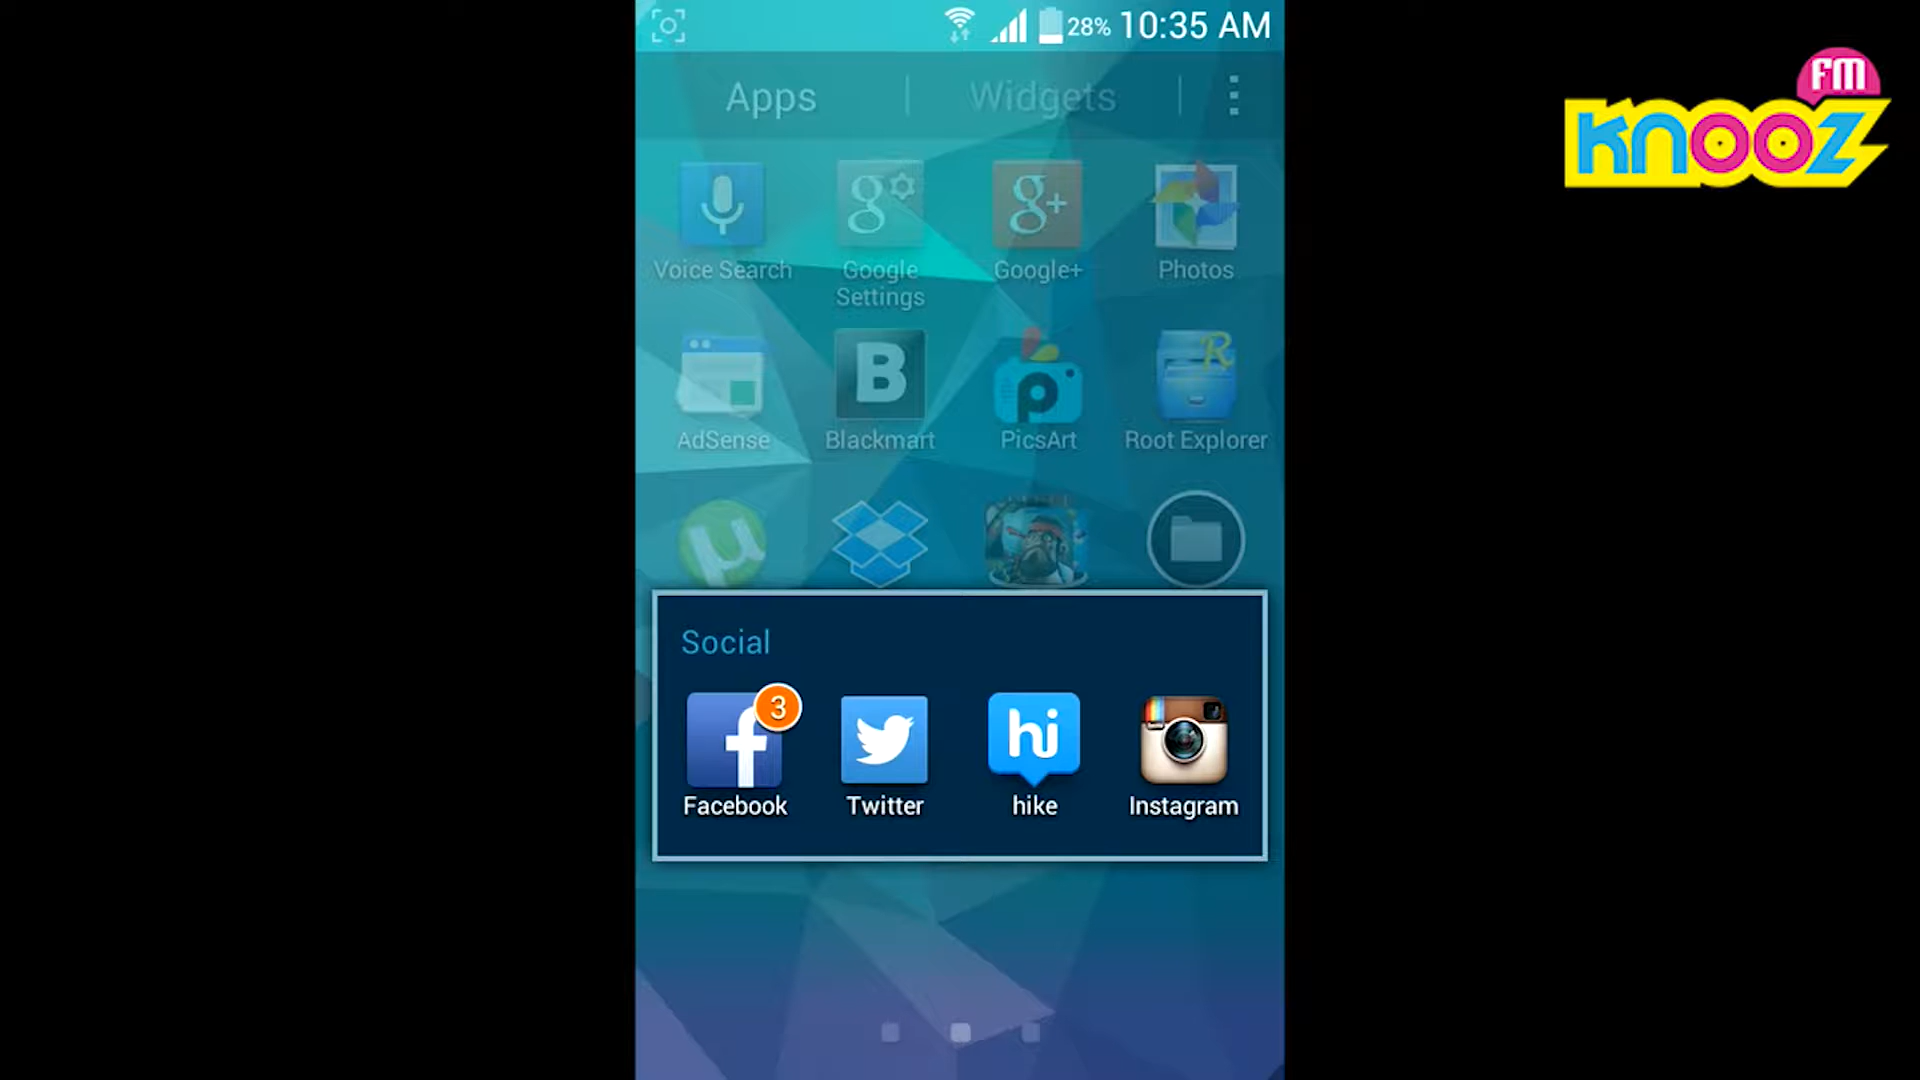 28% 10:35 AM
FM
KNOOZ
Apps Widgets
g g+
Voice Search Google Settings Google+ Photos
B p R
AdSense Blackmart PicsArt Root Explorer
µ
Social
f 3 hi
Facebook Twitter hike Instagram